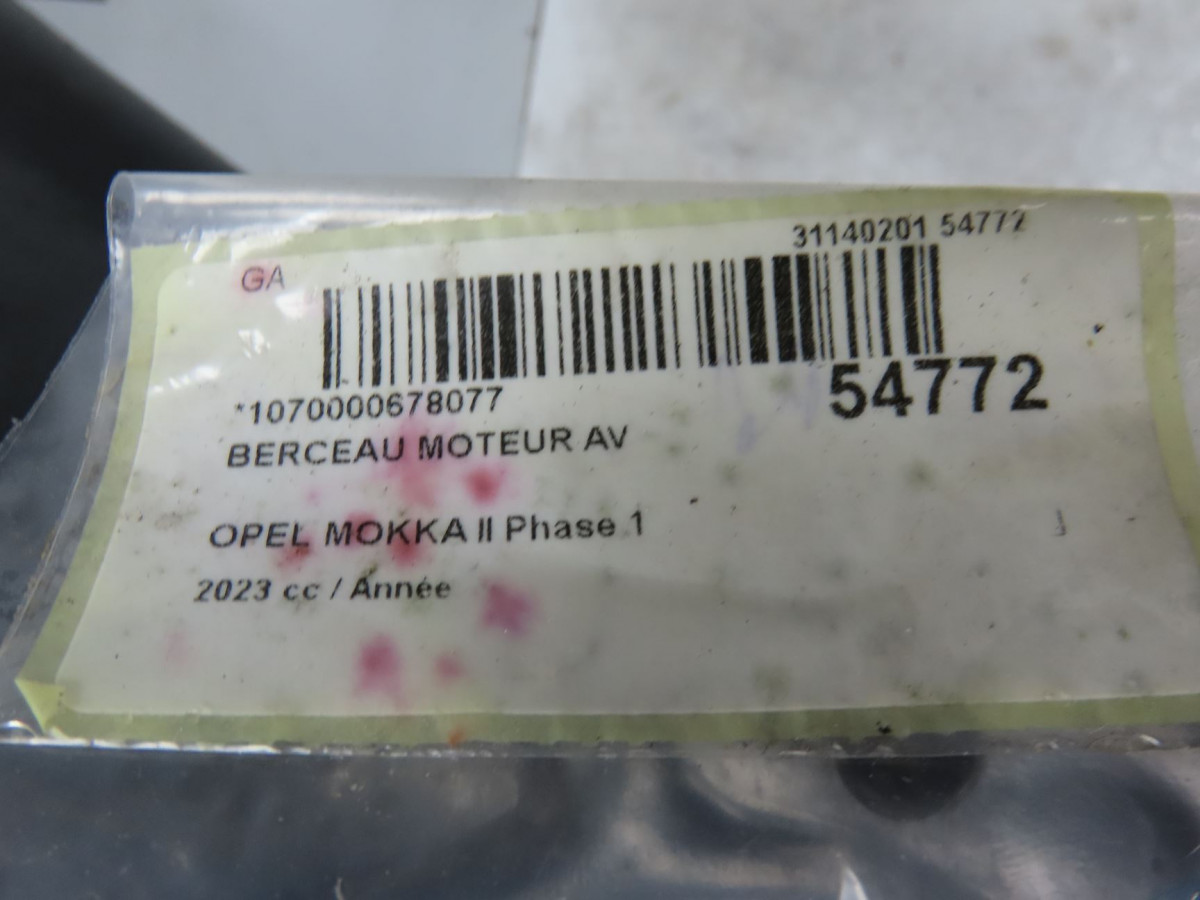 31140201 54772
GA
*1070000678077
54772
BERCEAU MOTEUR AV
OPEL MOKKA II Phase 1
2023 cc / Année